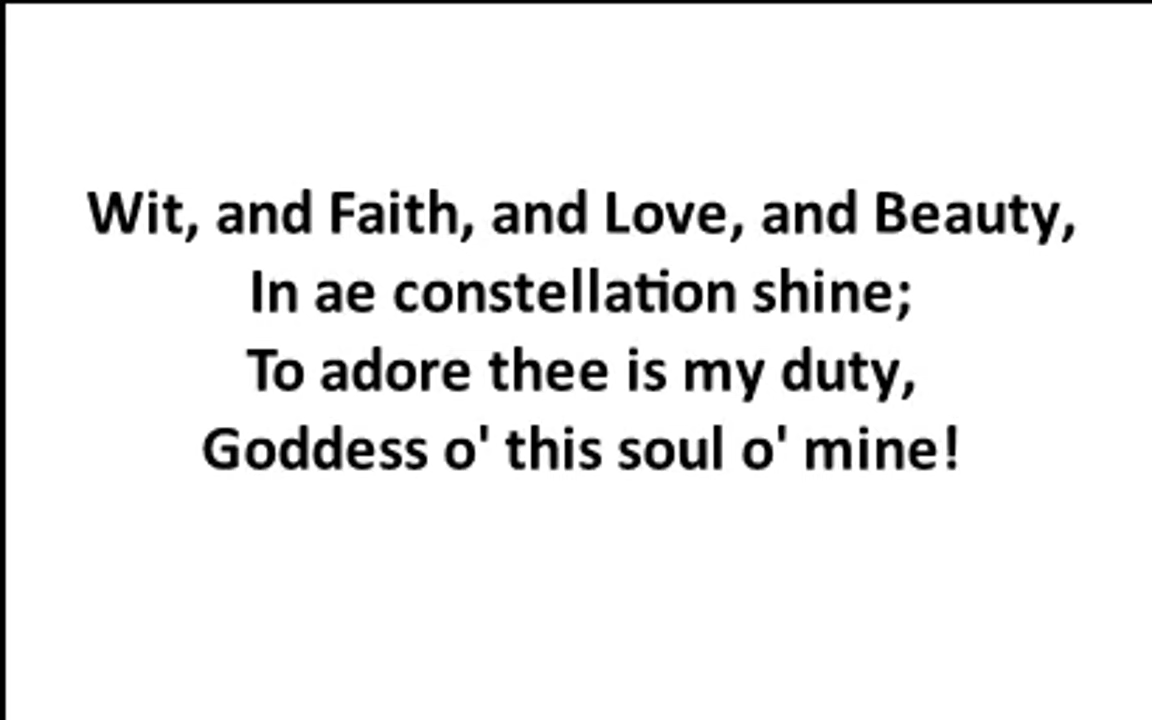 Wit, and Faith, and Love, and Beauty,
In ae constellation shine;
To adore thee is my duty,
Goddess o' this soul o' mine!